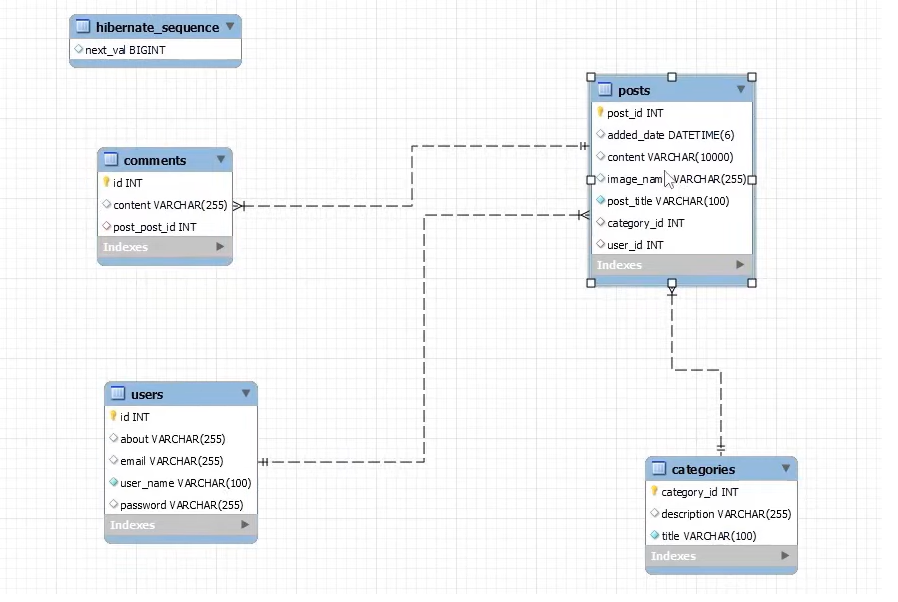 hibernate_sequence
next_val BIGINT
posts
post_id INT
added_date DATETIME(6)
content VARCHAR(10000)
image_nam VARCHAR(255)
post_title VARCHAR(100)
category_id INT
user_id INT
Indexes
comments
id INT
content VARCHAR(255)
post_post_id INT
Indexes
users
id INT
about VARCHAR(255)
email VARCHAR(255)
user_name VARCHAR(100)
password VARCHAR(255)
Indexes
categories
category_id INT
description VARCHAR(255)
title VARCHAR(100)
Indexes